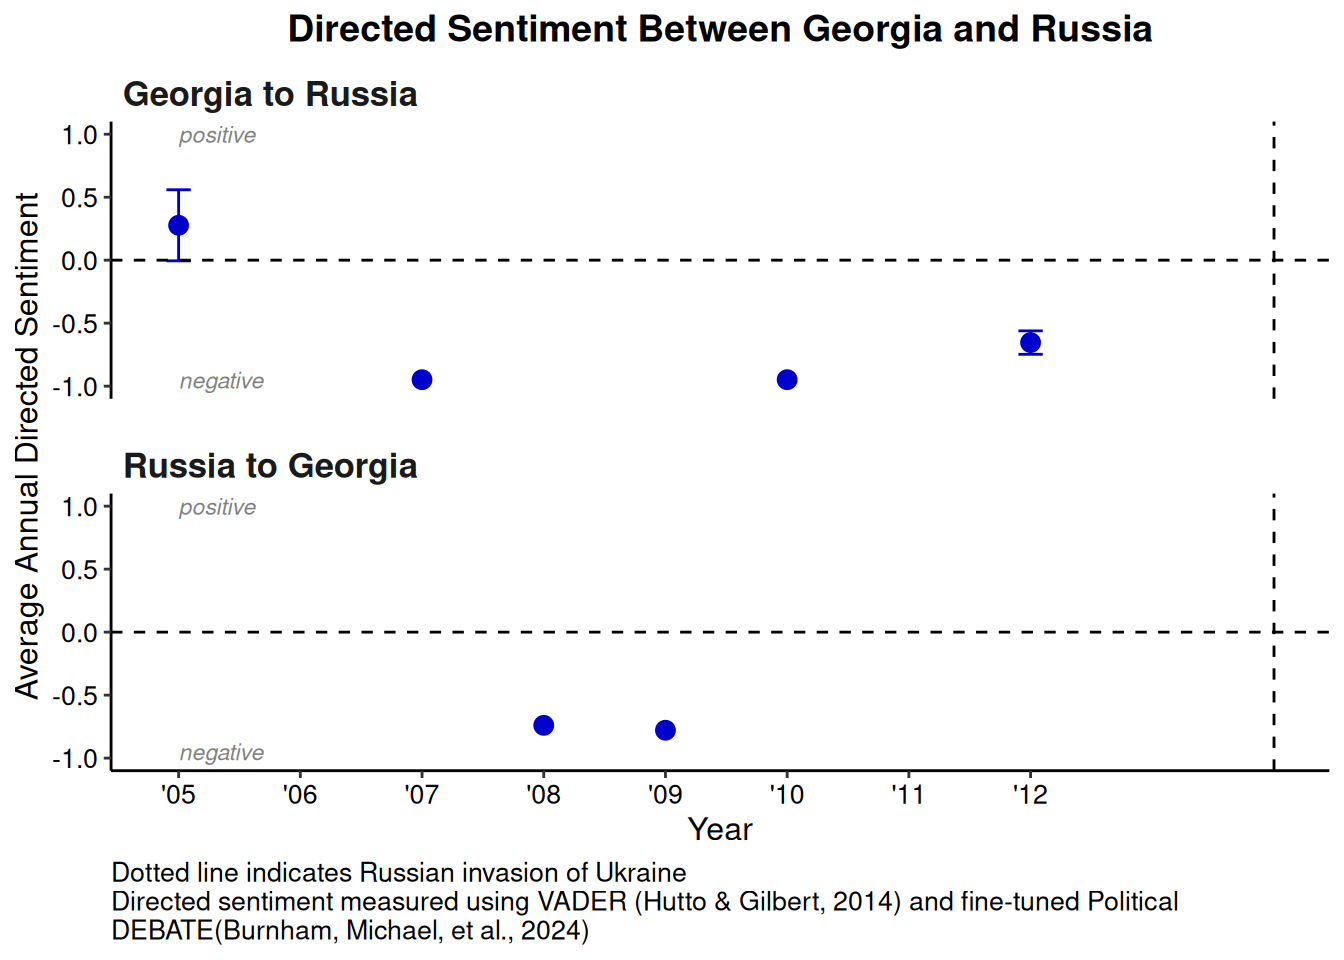 Directed Sentiment Between Georgia and Russia
Georgia to Russia
1.0
positive
0.5
0.0
-0.5
-1.0
negative
Average Annual Directed Sentiment
Russia to Georgia
1.0
positive
0.5
0.0
-0.5
-1.0
negative
'05 '06 '07 '08 '09 '10 '11 '12
Year
Dotted line indicates Russian invasion of Ukraine
Directed sentiment measured using VADER (Hutto & Gilbert, 2014) and fine-tuned Political
DEBATE(Burnham, Michael, et al., 2024)